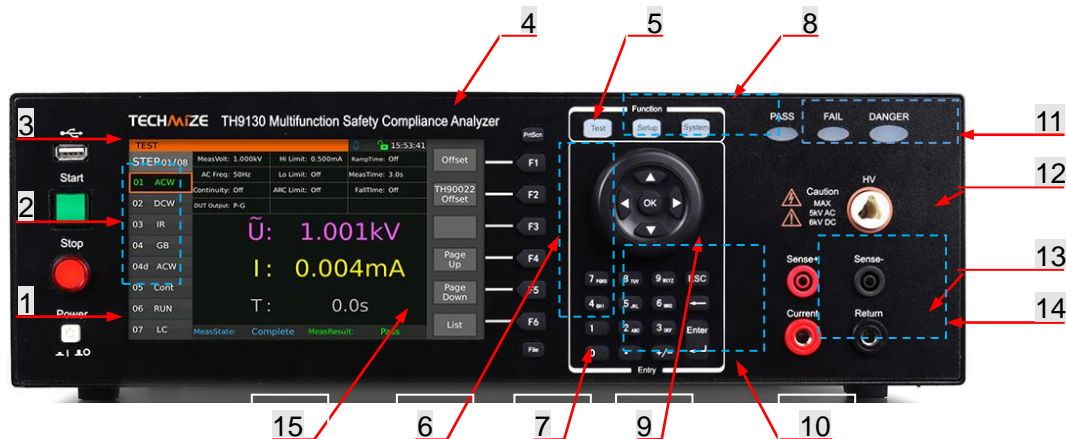 4
5
8
3
2
1
11
12
13
14
15
6
7
9
10
TECHMIZE TH9130 Multifunction Safety Compliance Analyzer
Start
Stop
Power
TEST 15:53:41
STEP 01/08
01 ACW
02 DCW
03 IR
04 GB
04d ACW
05 Cont
06 RUN
07 LC
MeasVolt: 1.000kV Hi Limit: 0.500mA RampTime: Off
AC Freq: 50Hz Lo Limit: Off MeasTime: 3.0s
Continuity: Off ARC Limit: Off FallTime: Off
DUT Output: P-G
Ũ: 1.001kV
I: 0.004mA
T: 0.0s
MeasState: Complete MeasResult: Pass
Offset
TH90022
Offset
Page
Up
Page
Down
List
PrtScn
F1
F2
F3
F4
F5
F6
File
Function
Test Setup System
OK
7 PQRS 8 TUV 9 WXYZ ESC
4 GHI 5 JKL 6 MNO
1 2 ABC 3 DEF Enter
0 . +/-
Entry
PASS FAIL DANGER
Caution
MAX
5kV AC
6kV DC
HV
Sense+ Sense-
Current Return